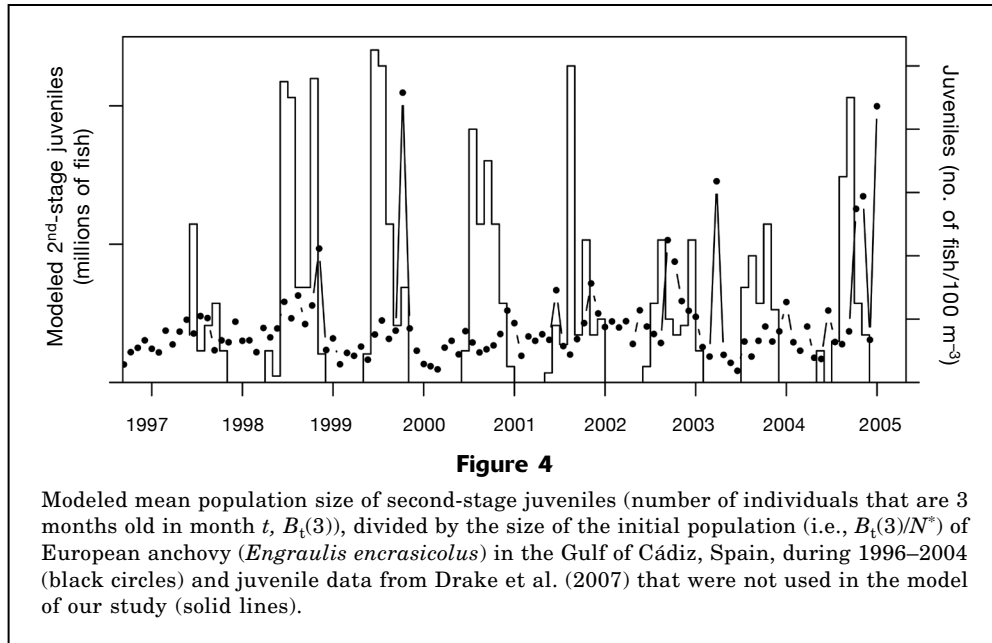 Modeled 2nd-stage juveniles
(millions of fish)
Juveniles (no. of fish/100 m–3)
1997 1998 1999 2000 2001 2002 2003 2004 2005
Figure 4
Modeled mean population size of second-stage juveniles (number of individuals that are 3
months old in month t, Bt(3)), divided by the size of the initial population (i.e., Bt(3)/N*) of
European anchovy (Engraulis encrasicolus) in the Gulf of Cádiz, Spain, during 1996–2004
(black circles) and juvenile data from Drake et al. (2007) that were not used in the model
of our study (solid lines).